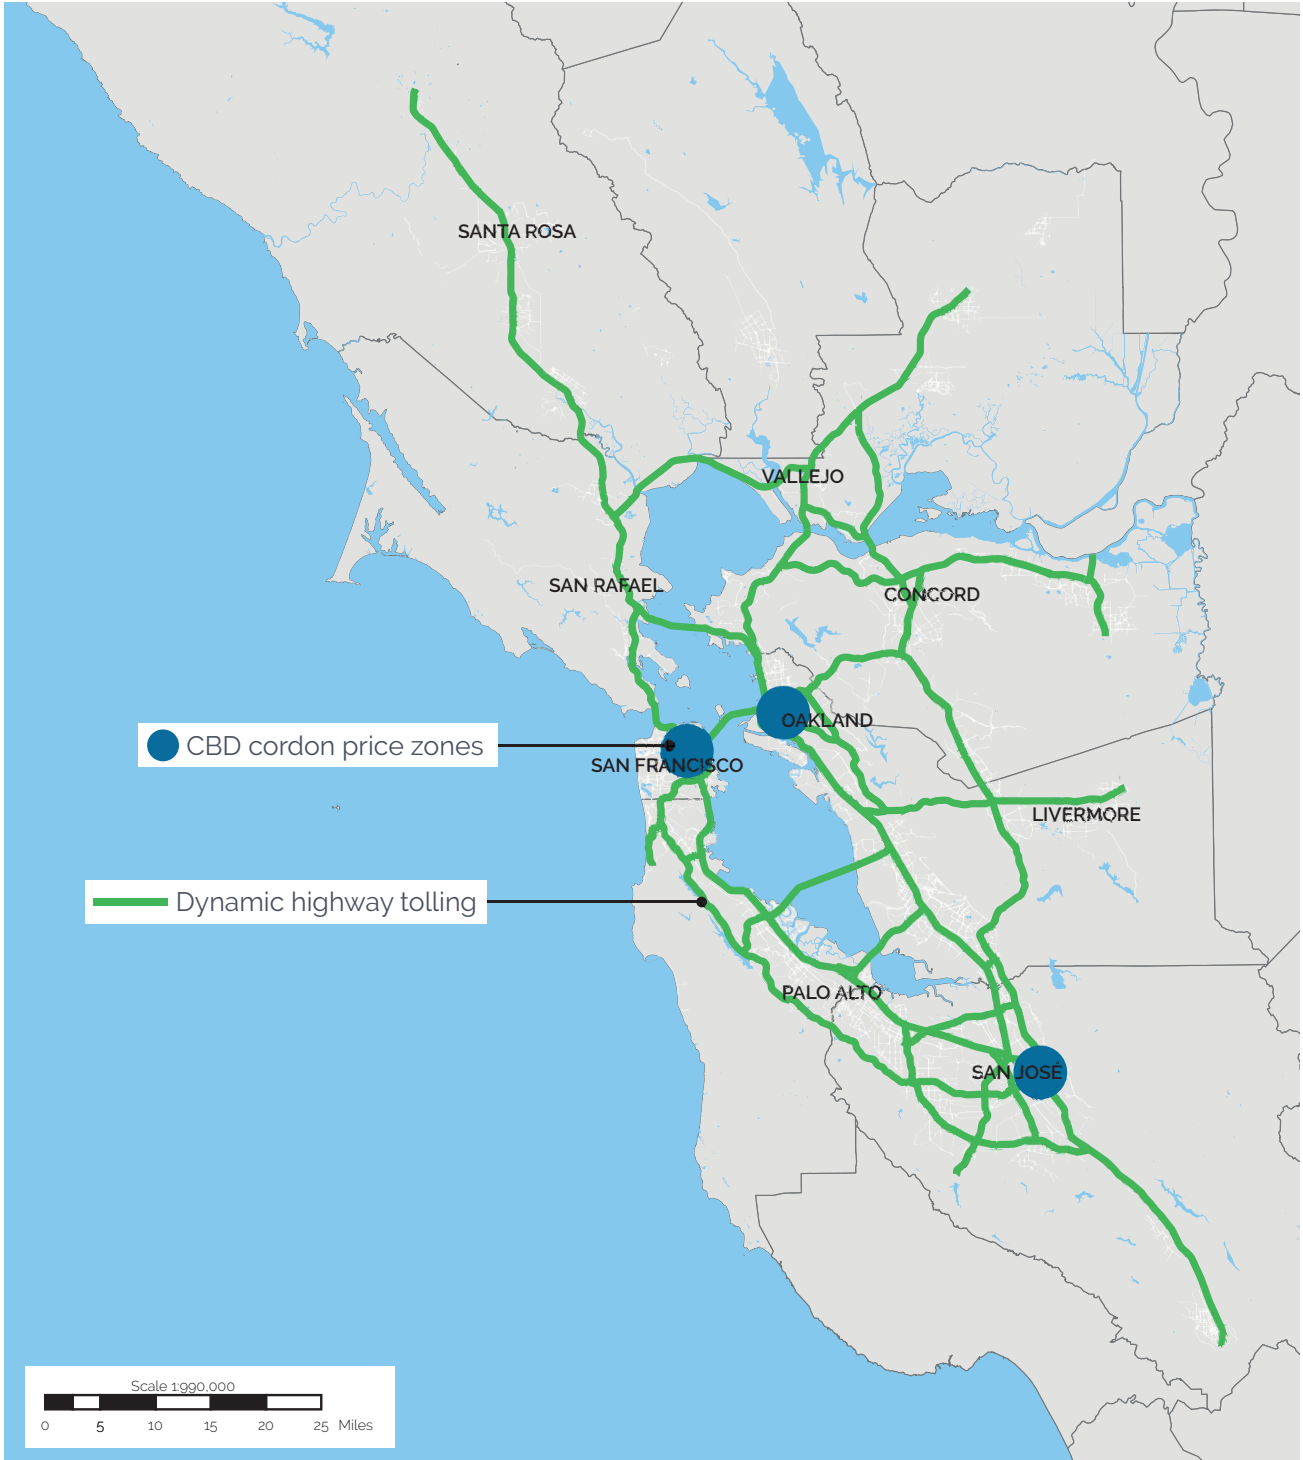 SANTA ROSA
VALLEJO
SAN RAFAEL
CONCORD
OAKLAND
CBD cordon price zones
SAN FRANCISCO
LIVERMORE
Dynamic highway tolling
PALO ALTO
SAN JOSÉ
Scale 1:990,000
0 5 10 15 20 25 Miles